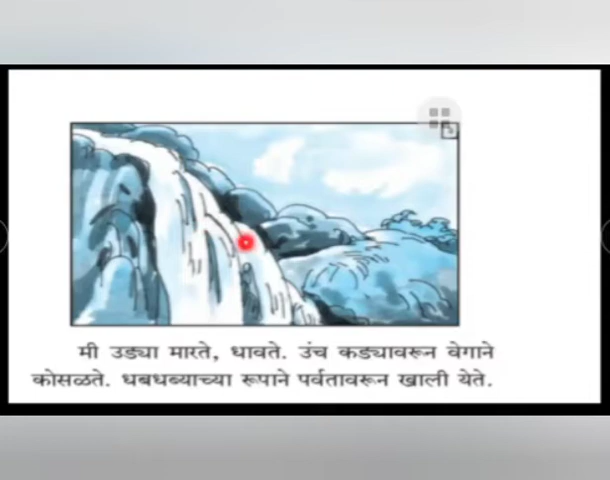 मी उड्या मारते, धावते. उंच कड्यावरून वेगाने
कोसळते. धबधब्याच्या रूपाने पर्वतावरून खाली येते.